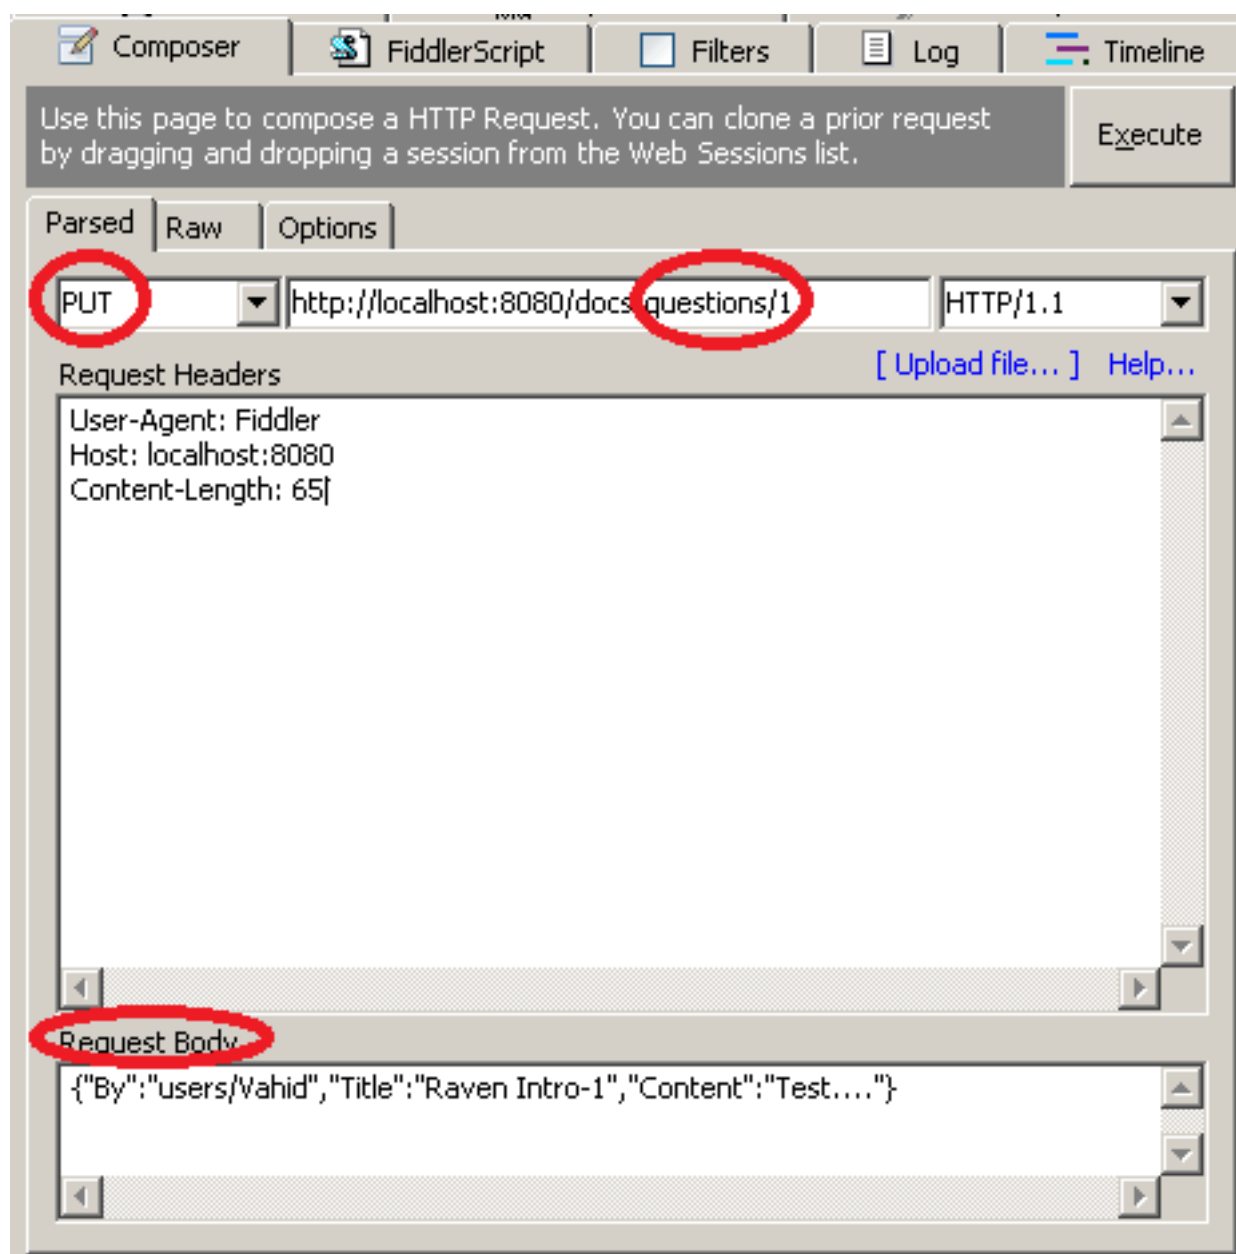 Composer FiddlerScript Filters Log Timeline
Use this page to compose a HTTP Request. You can clone a prior request
by dragging and dropping a session from the Web Sessions list.
Execute
Parsed Raw Options
PUT http://localhost:8080/docs/questions/1 HTTP/1.1
Request Headers [ Upload file... ] Help...
User-Agent: Fiddler
Host: localhost:8080
Content-Length: 65
Request Body
{"By":"users/Vahid","Title":"Raven Intro-1","Content":"Test...."}